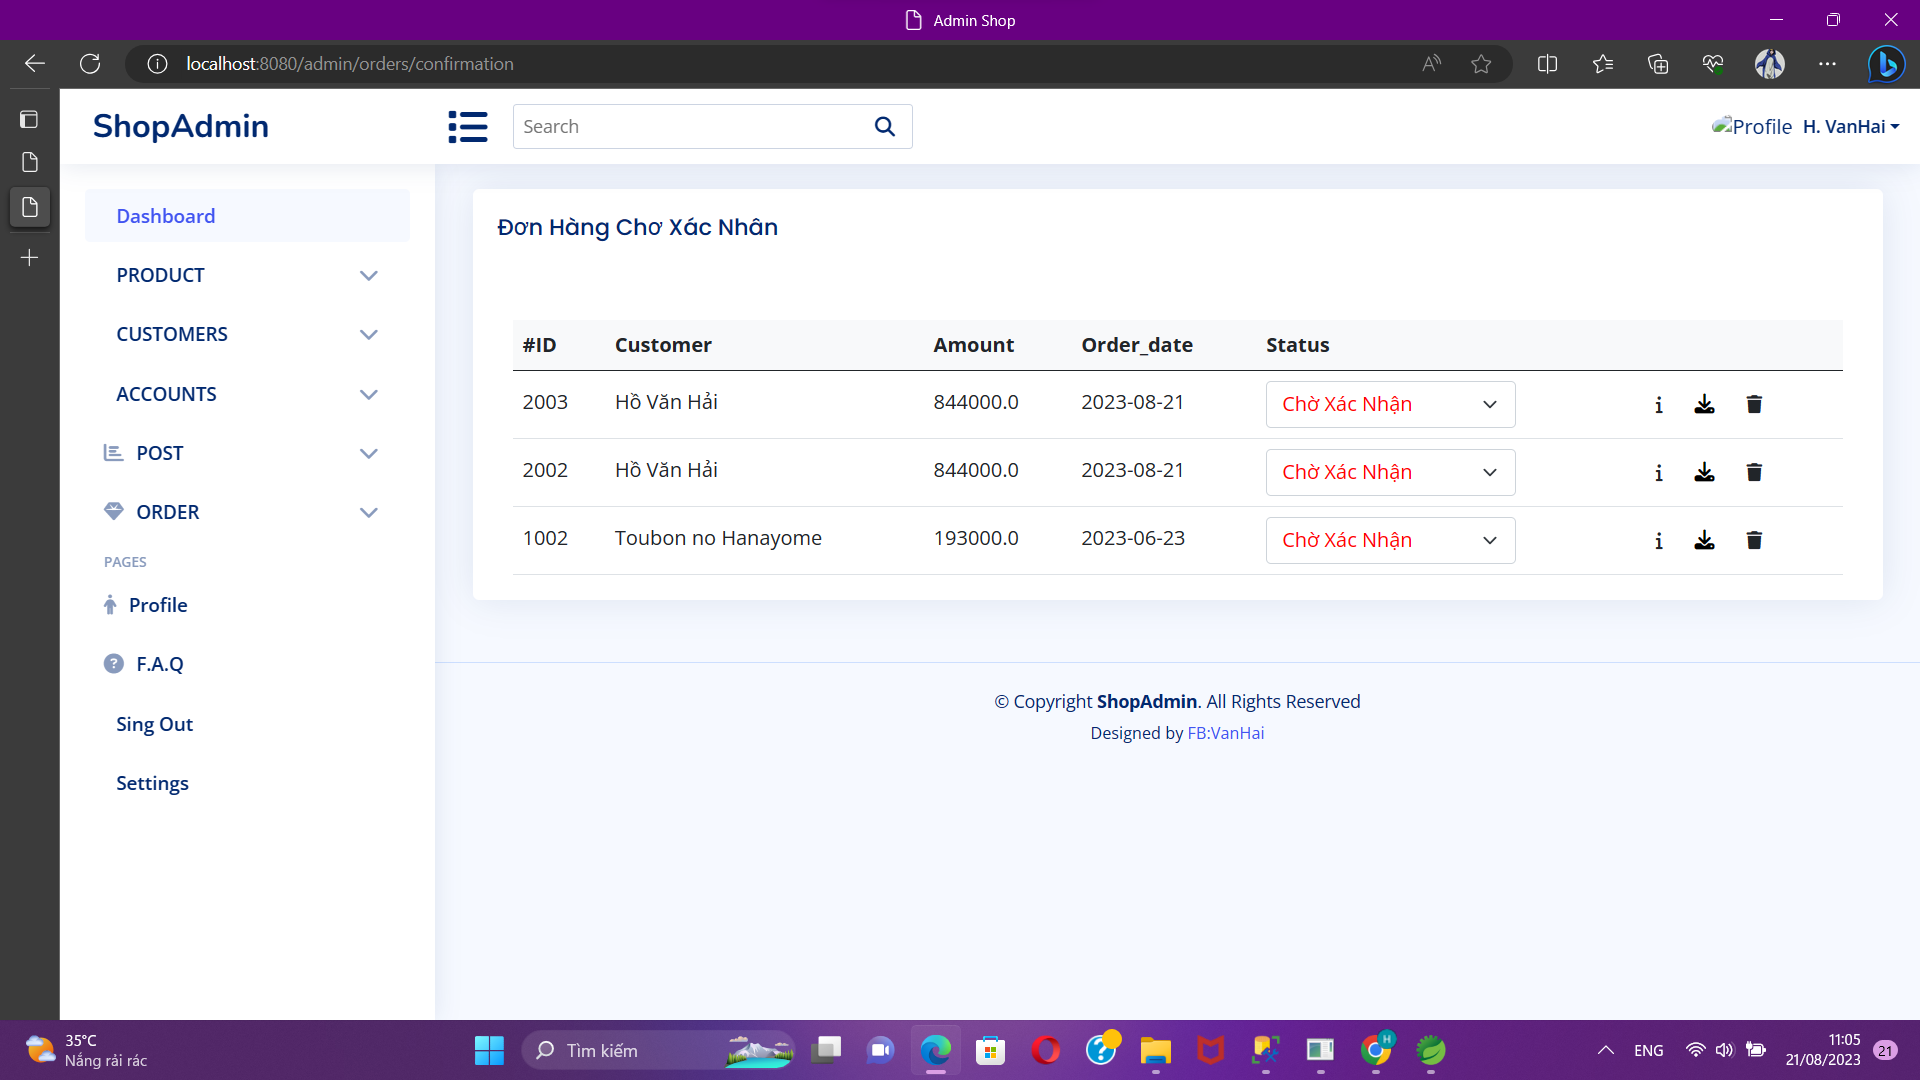 Admin Shop
localhost:8080/admin/orders/confirmation
ShopAdmin
Search
Profile H. VanHai
Dashboard
PRODUCT
CUSTOMERS
ACCOUNTS
POST
ORDER
PAGES
Profile
F.A.Q
Sing Out
Settings
Đơn Hàng Chơ Xác Nhân
#ID Customer Amount Order_date Status
2003 Hồ Văn Hải 844000.0 2023-08-21 Chờ Xác Nhận
2002 Hồ Văn Hải 844000.0 2023-08-21 Chờ Xác Nhận
1002 Toubon no Hanayome 193000.0 2023-06-23 Chờ Xác Nhận
© Copyright ShopAdmin. All Rights Reserved
Designed by FB:VanHai
35°C
Nắng rải rác
Tìm kiếm
H
ENG
11:05
21/08/2023
21